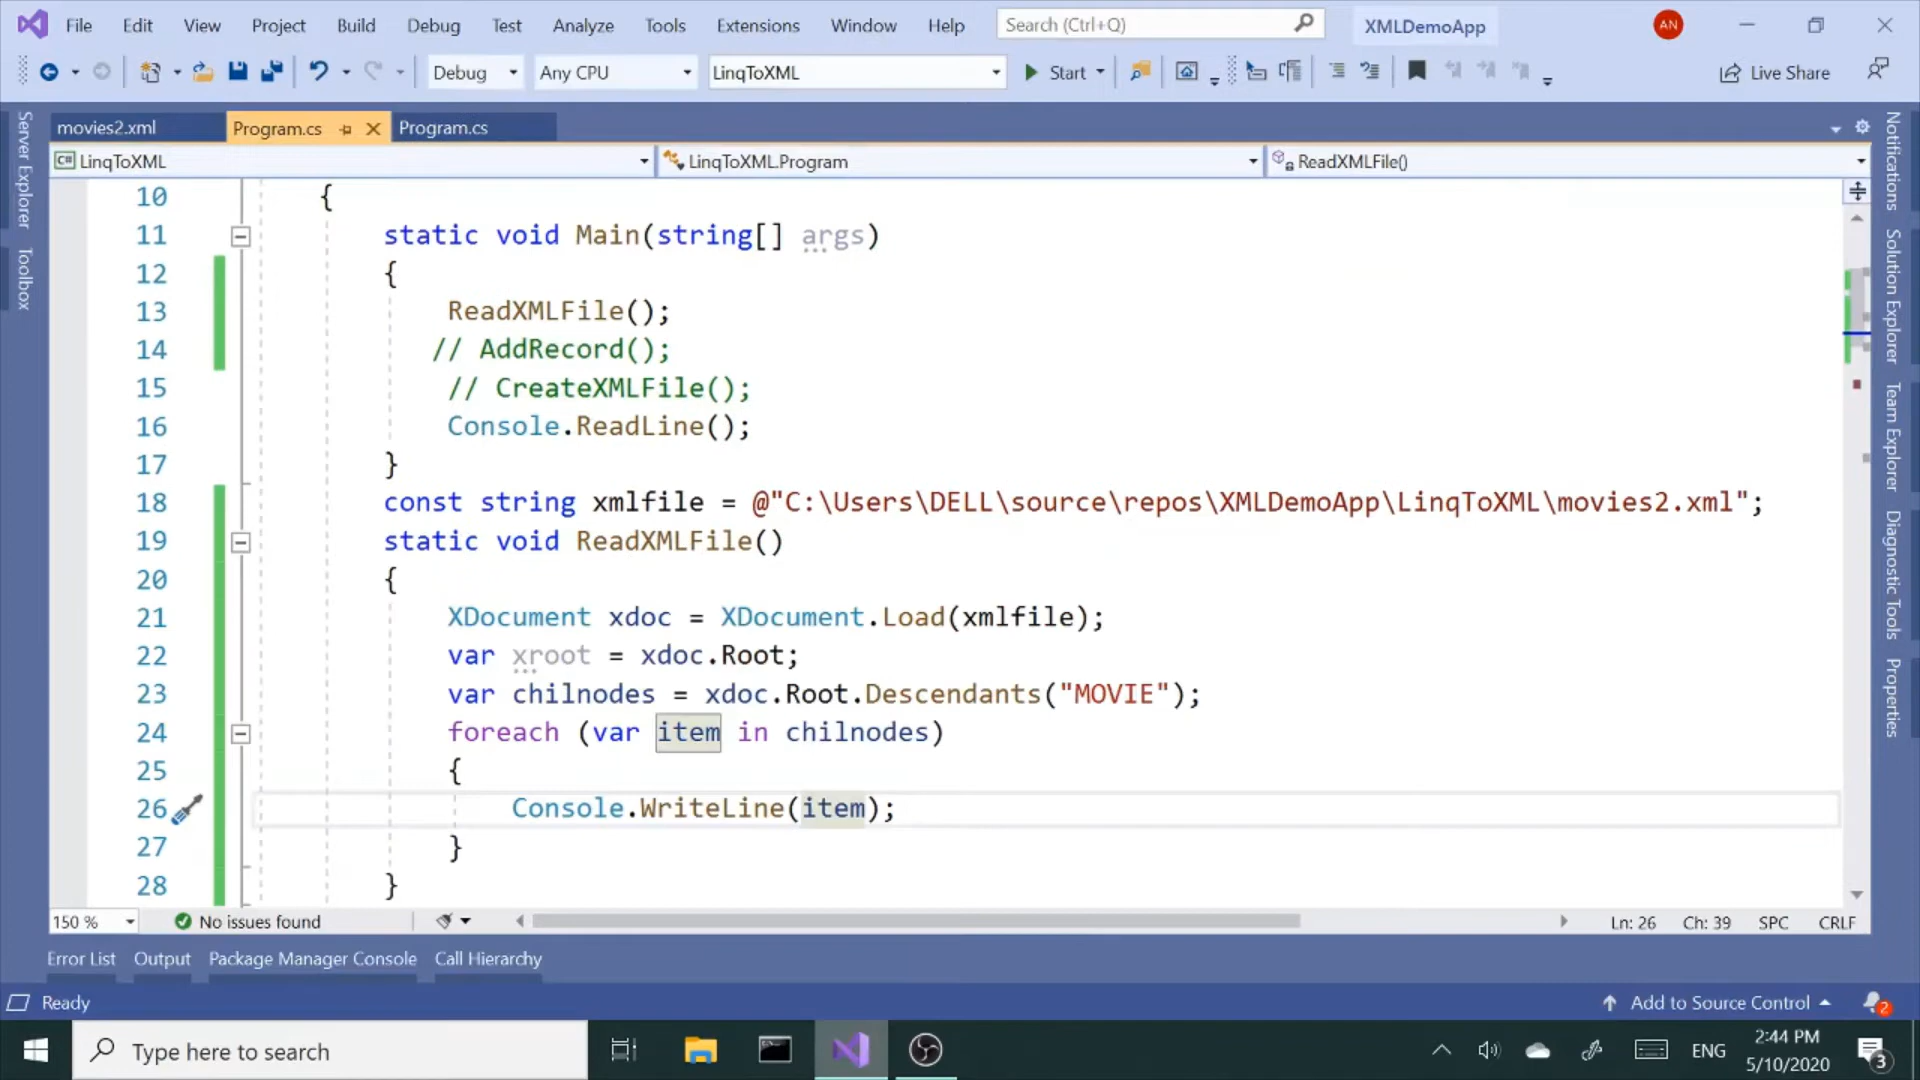 File Edit View Project Build Debug Test Analyze Tools Extensions Window Help Search (Ctrl+Q) XMLDemoApp AN
Debug Any CPU LinqToXML Start Live Share
movies2.xml Program.cs Program.cs
LinqToXML LinqToXML.Program ReadXMLFile()
Server Explorer
Toolbox
10 {
11 static void Main(string[] args)
12 {
13 ReadXMLFile();
14 // AddRecord();
15 // CreateXMLFile();
16 Console.ReadLine();
17 }
18 const string xmlfile = @"C:\Users\DELL\source\repos\XMLDemoApp\LinqToXML\movies2.xml";
19 static void ReadXMLFile()
20 {
21 XDocument xdoc = XDocument.Load(xmlfile);
22 var xroot = xdoc.Root;
23 var chilnodes = xdoc.Root.Descendants("MOVIE");
24 foreach (var item in chilnodes)
25 {
26 Console.WriteLine(item);
27 }
28 }
Notifications
Solution Explorer
Team Explorer
Diagnostic Tools
Properties
150 % No issues found Ln: 26 Ch: 39 SPC CRLF
Error List Output Package Manager Console Call Hierarchy
Ready Add to Source Control 2
Type here to search ENG 2:44 PM 3
5/10/2020